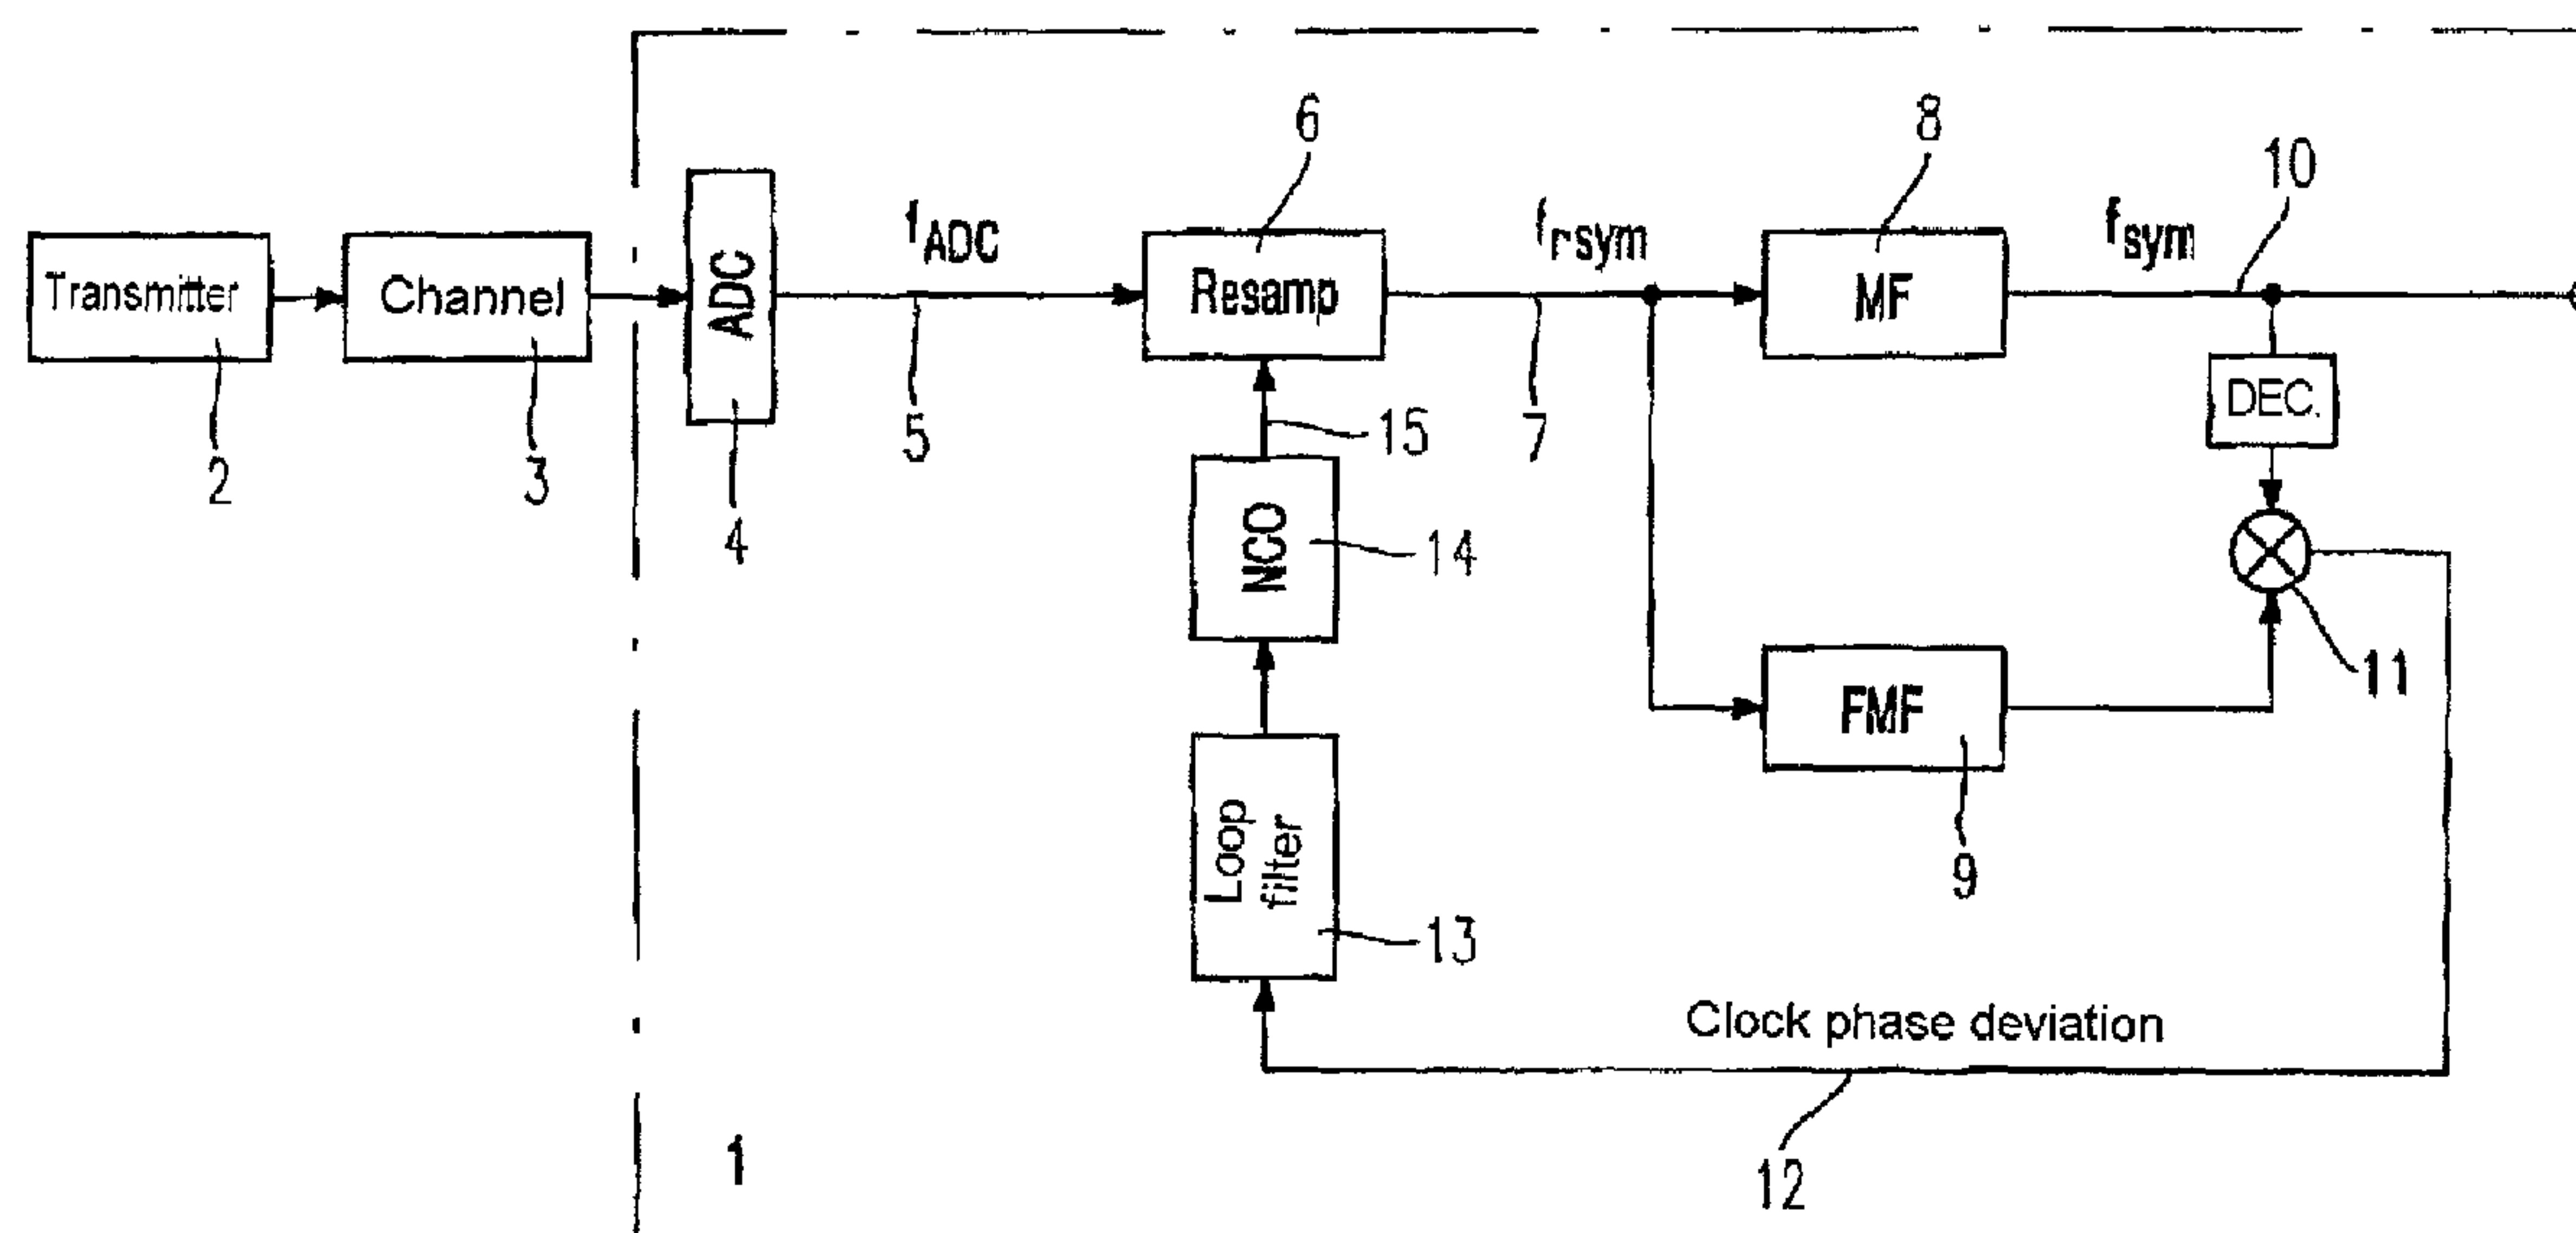 6
8
10
f_ADC
f_rsym
f_sym
Transmitter
Channel
ADC
Resamp
MF
DEC.
2
3
4
5
15
7
NCO
14
11
FMF
9
Loop
filter
13
Clock phase deviation
12
1